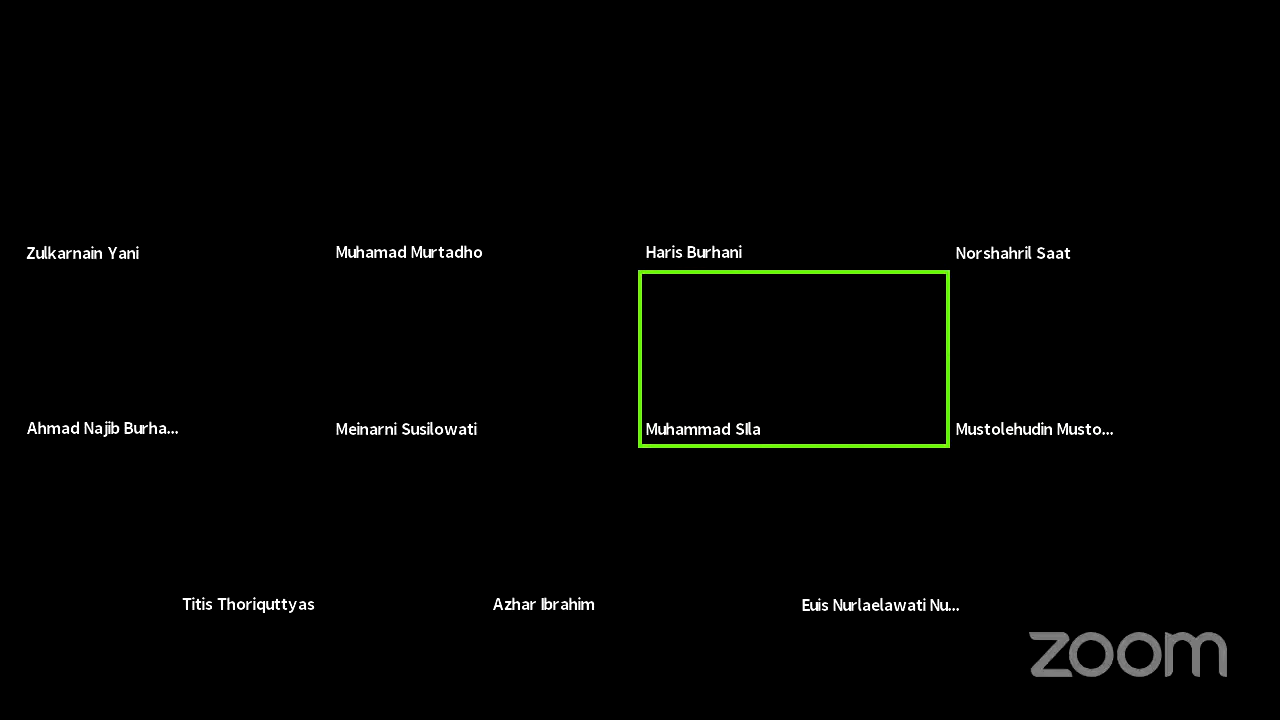 Zulkarnain Yani
Muhamad Murtadho
Haris Burhani
Norshahril Saat
Ahmad Najib Burha...
Meinarni Susilowati
Muhammad SIla
Mustolehudin Musto...
Titis Thoriquttyas
Azhar Ibrahim
Euis Nurlaelawati Nu...
zoom